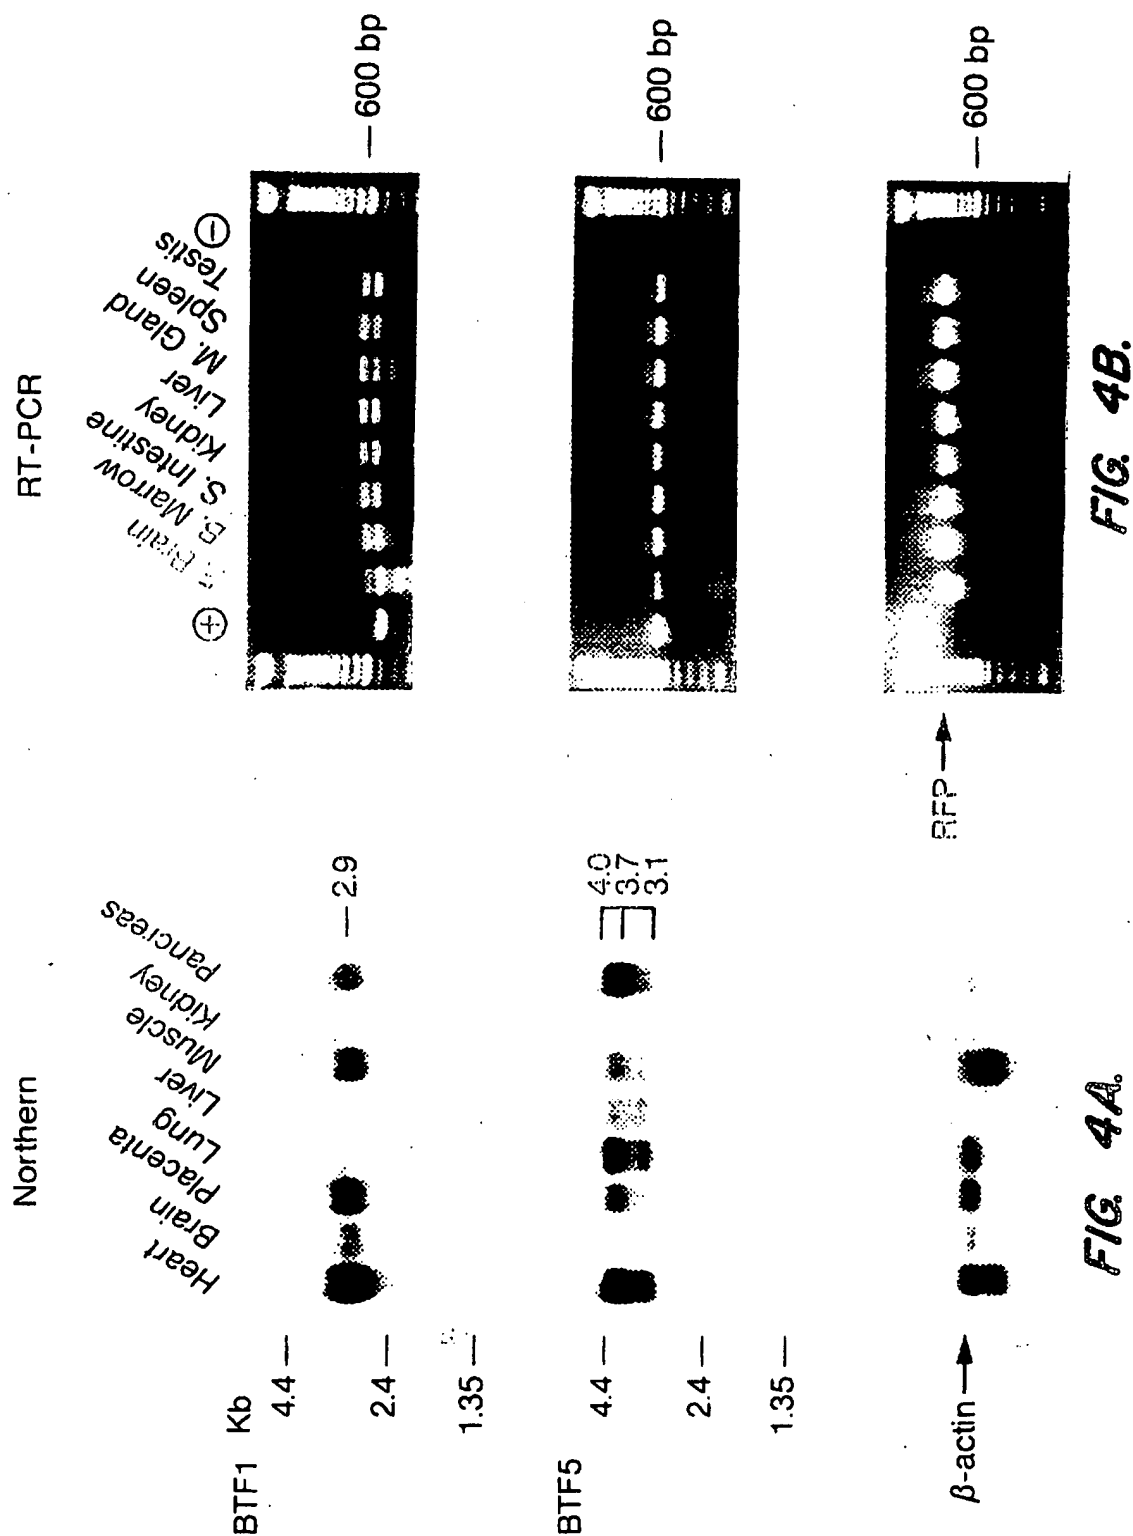 Northern
Heart
Brain
Placenta
Lung
Liver
Muscle
Kidney
Pancreas
BTF1
Kb
4.4
2.4
1.35
2.9
BTF5
4.4
2.4
1.35
4.0
3.7
3.1
β-actin
FIG. 4A.
RT-PCR
+
Brain
B. Marrow
S. Intestine
Kidney
Liver
M. Gland
Spleen
Testis
−
600 bp
600 bp
RFP
600 bp
FIG. 4B.